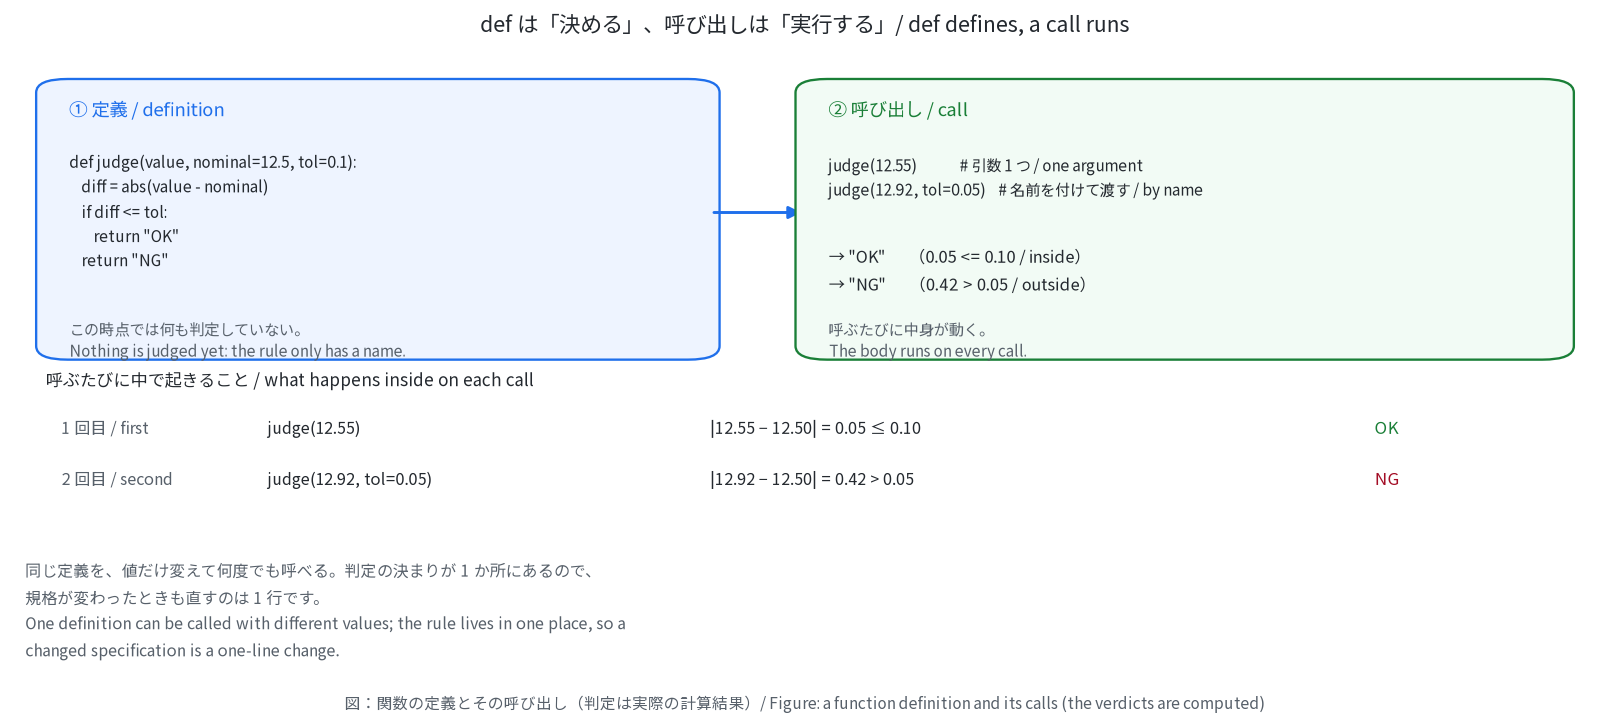 def は「決める」、呼び出しは「実行する」/ def defines, a call runs
① 定義 / definition
def judge(value, nominal=12.5, tol=0.1):
diff = abs(value - nominal)
if diff <= tol:
return "OK"
return "NG"
この時点では何も判定していない。
Nothing is judged yet: the rule only has a name.
② 呼び出し / call
judge(12.55) # 引数 1 つ / one argument
judge(12.92, tol=0.05) # 名前を付けて渡す / by name
→ "OK" （0.05 <= 0.10 / inside）
→ "NG" （0.42 > 0.05 / outside）
呼ぶたびに中身が動く。
The body runs on every call.
呼ぶたびに中で起きること / what happens inside on each call
1 回目 / first judge(12.55) |12.55 − 12.50| = 0.05 ≤ 0.10 OK
2 回目 / second judge(12.92, tol=0.05) |12.92 − 12.50| = 0.42 > 0.05 NG
同じ定義を、値だけ変えて何度でも呼べる。判定の決まりが 1 か所にあるので、
規格が変わったときも直すのは 1 行です。
One definition can be called with different values; the rule lives in one place, so a
changed specification is a one-line change.
図：関数の定義とその呼び出し（判定は実際の計算結果）/ Figure: a function definition and its calls (the verdicts are computed)